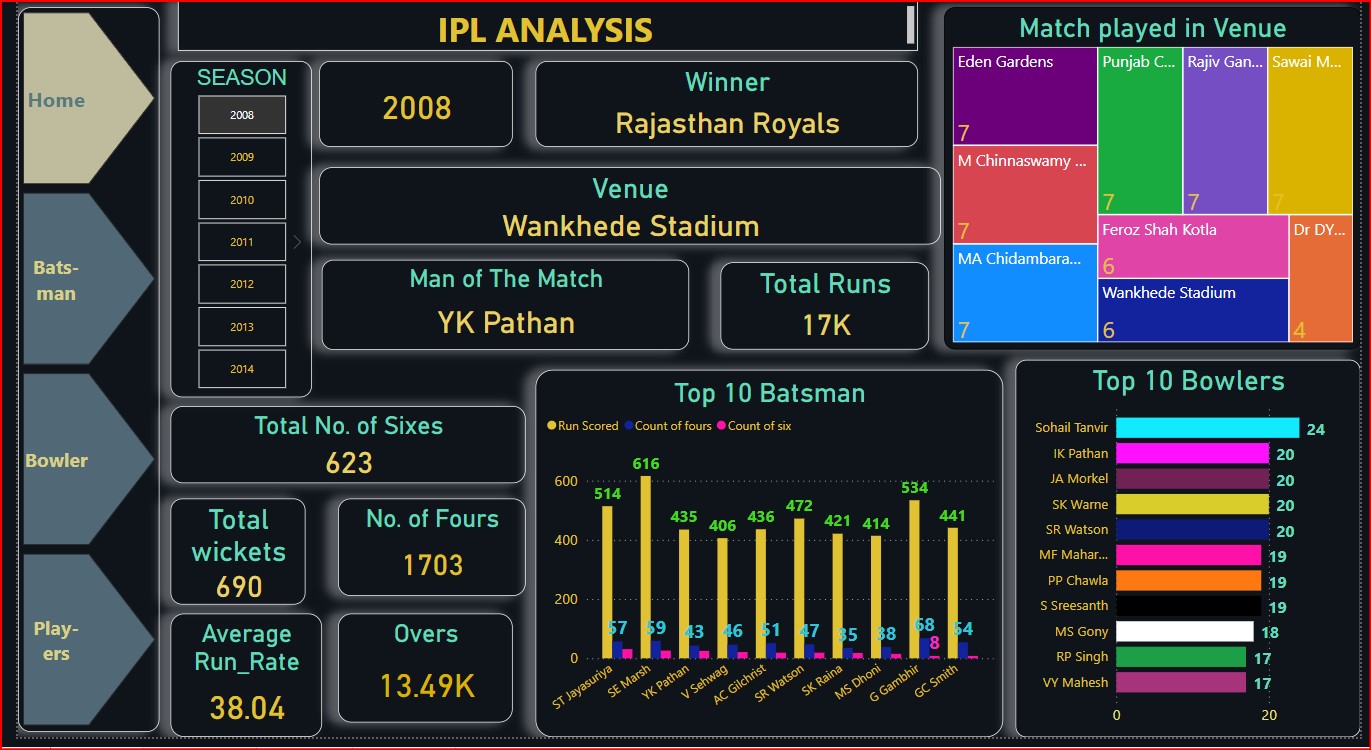 IPL ANALYSIS
Home
Bats-
man
Bowler
Play-
ers
SEASON
2008
2009
2010
2011
2012
2013
2014
2008
Winner
Rajasthan Royals
Venue
Wankhede Stadium
Man of The Match
YK Pathan
Total Runs
17K
Match played in Venue
Eden Gardens
7
M Chinnaswamy ...
7
MA Chidambara...
7
Punjab C...
7
Rajiv Gan...
7
Sawai M...
7
Feroz Shah Kotla
6
Wankhede Stadium
6
Dr DY...
4
Total No. of Sixes
623
Total
wickets
690
No. of Fours
1703
Average
Run_Rate
38.04
Overs
13.49K
Top 10 Batsman
Run Scored Count of fours Count of six
600
400
200
0
514 616 435 406 436 472 421 414 534 441
57 59 43 46 51 47 35 38 68 54
8
ST Jayasuriya SE Marsh YK Pathan V Sehwag AC Gilchrist SR Watson SK Raina MS Dhoni G Gambhir GC Smith
Top 10 Bowlers
Sohail Tanvir 24
IK Pathan 20
JA Morkel 20
SK Warne 20
SR Watson 20
MF Mahar... 19
PP Chawla 19
S Sreesanth 19
MS Gony 18
RP Singh 17
VY Mahesh 17
0 20